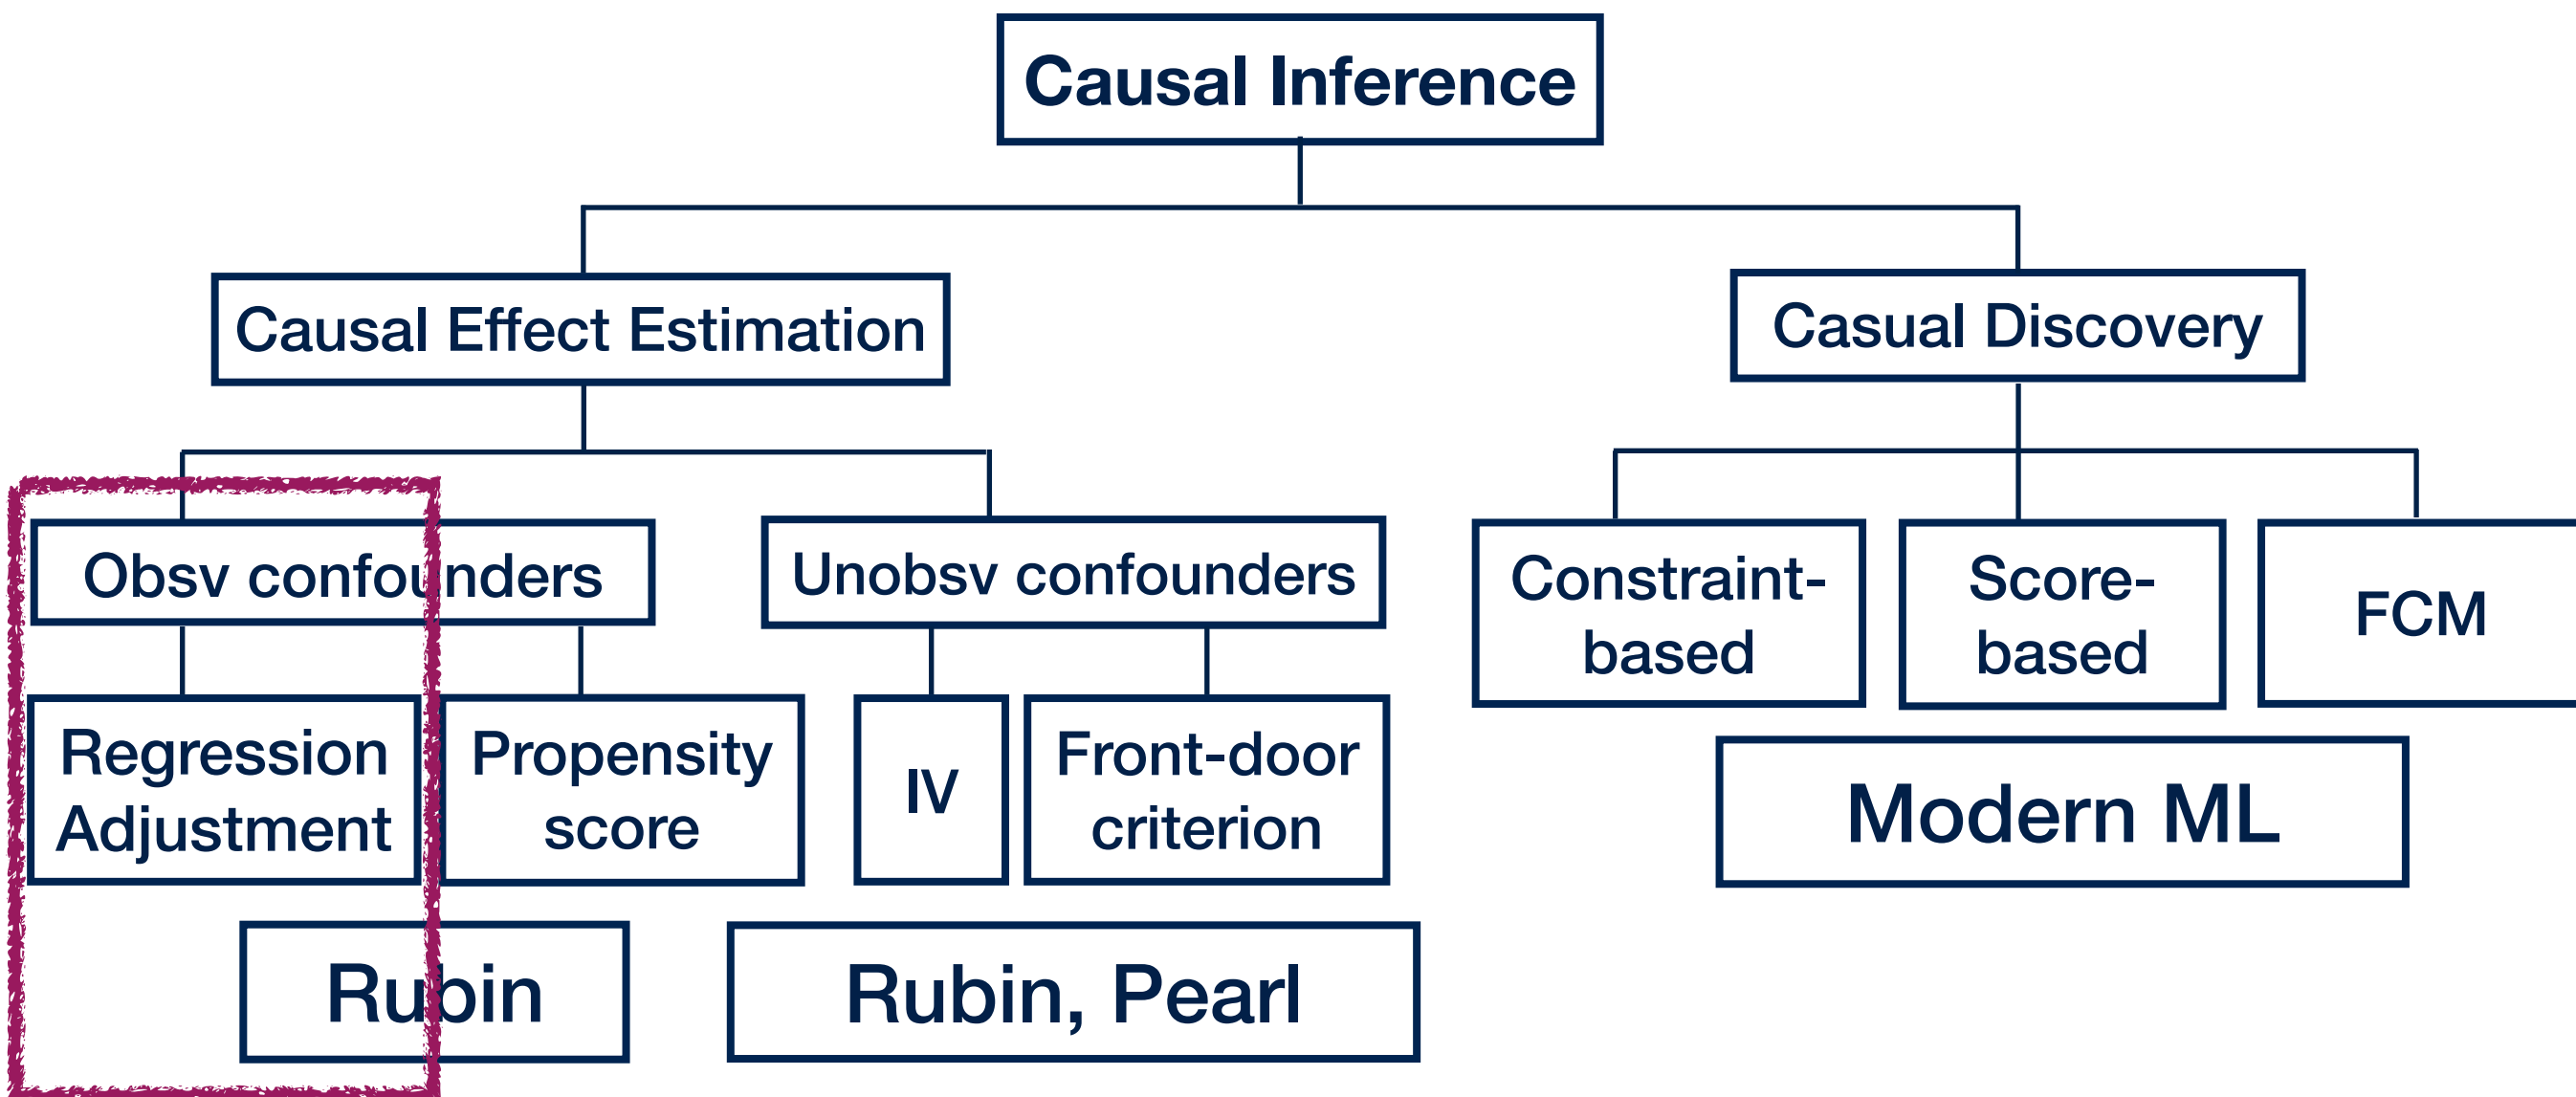 Causal Inference
Causal Effect Estimation
Casual Discovery
Obsv confounders
Unobsv confounders
Constraint-
based
Score-
based
FCM
Regression
Adjustment
Propensity
score
IV
Front-door
criterion
Modern ML
Rubin
Rubin, Pearl